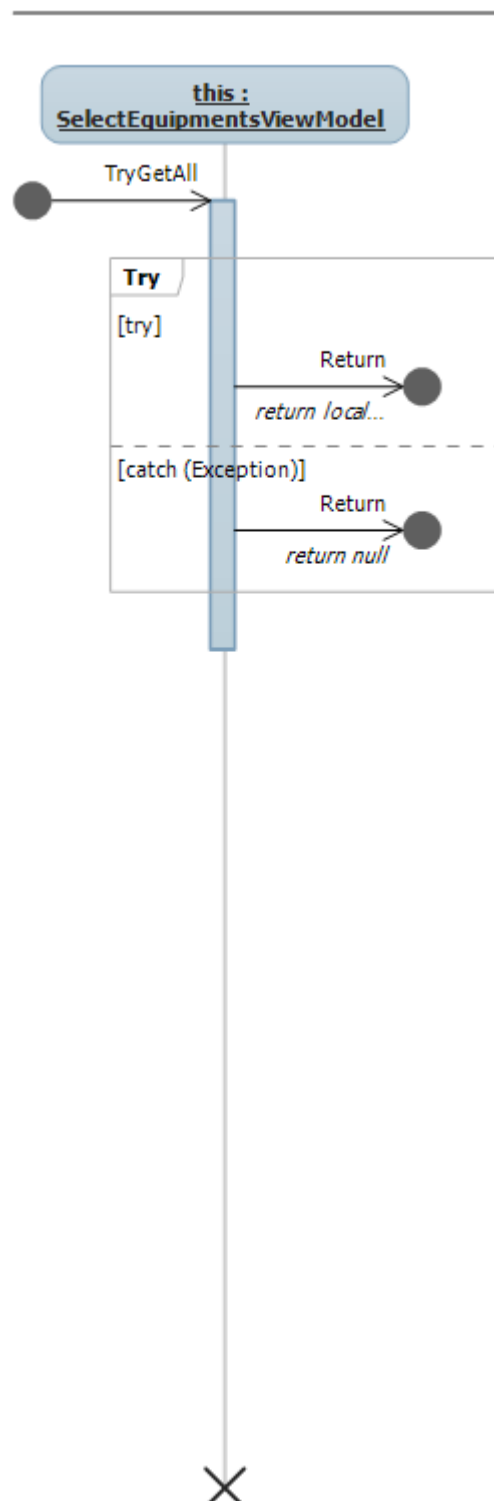 this :
SelectEquipmentsViewModel
TryGetAll
Try
[try]
Return
return local...
[catch (Exception)]
Return
return null